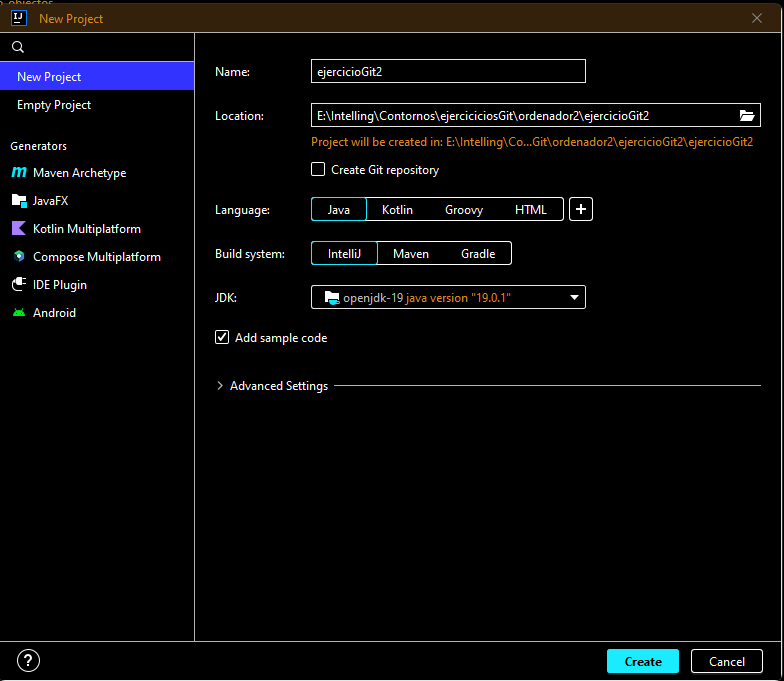 New Project
New Project
Empty Project
Generators
Maven Archetype
JavaFX
Kotlin Multiplatform
Compose Multiplatform
IDE Plugin
Android
Name: ejercicioGit2
Location: E:\Intelling\Contornos\ejerciciciosGit\ordenador2\ejercicioGit2
Project will be created in: E:\Intelling\Co...Git\ordenador2\ejercicioGit2\ejercicioGit2
Create Git repository
Language: Java Kotlin Groovy HTML +
Build system: IntelliJ Maven Gradle
JDK: openjdk-19 java version "19.0.1"
Add sample code
Advanced Settings
? Create Cancel